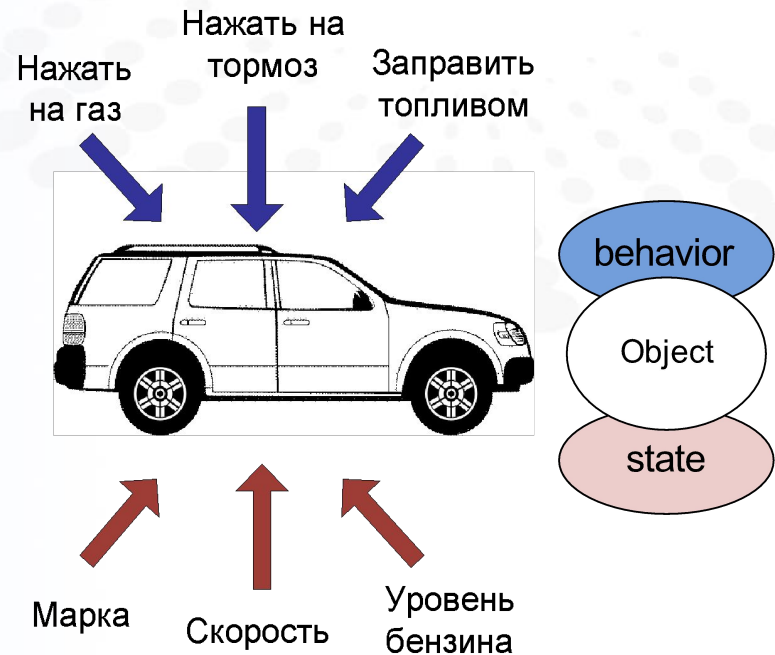 Нажать
на газ
Нажать на
тормоз
Заправить
топливом
behavior
Object
state
Марка
Скорость
Уровень
бензина